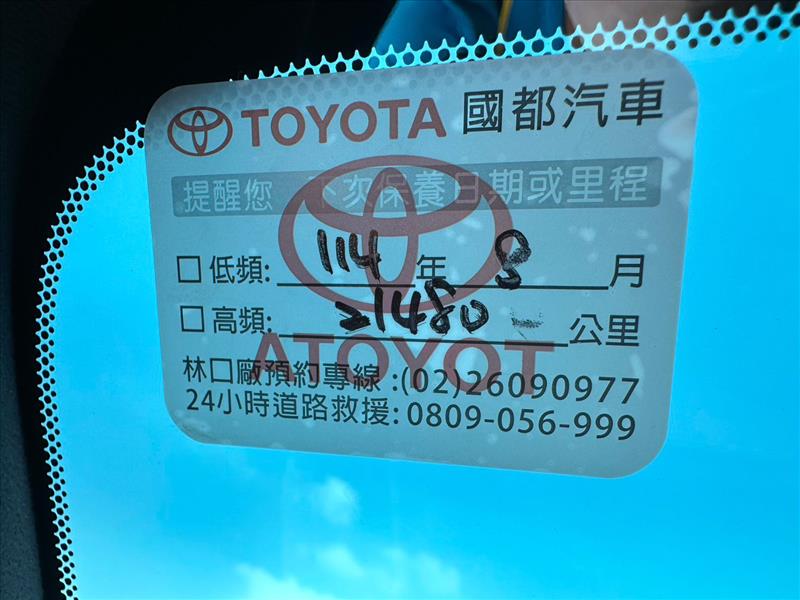 TOYOTA 國都汽車
提醒您 下次保養日期或里程
□ 低頻: 114 年 8 月
□ 高頻: 21480 公里
ATOYOT
林口廠預約專線:(02)26090977
24小時道路救援:0809-056-999